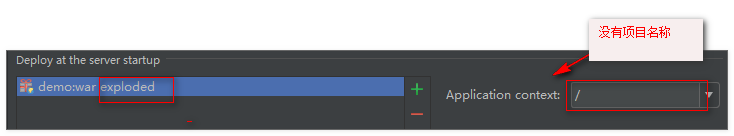 没有项目名称
Deploy at the server startup
demo:war exploded
Application context: /